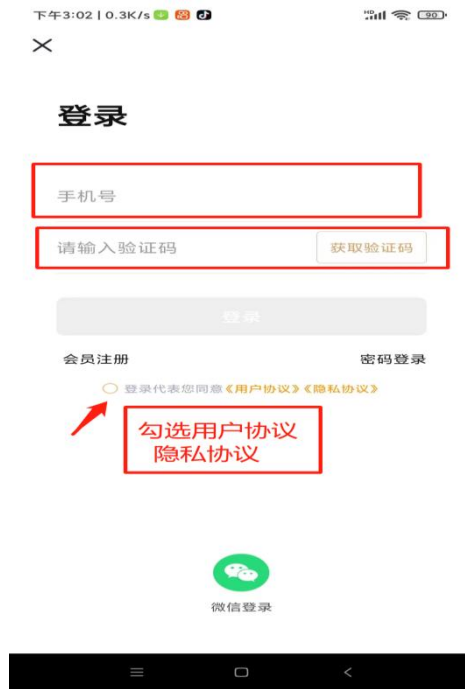 下午3:02 | 0.3K/s HD 90
登录
手机号
请输入验证码 获取验证码
登录
会员注册 密码登录
登录代表您同意《用户协议》《隐私协议》
勾选用户协议
隐私协议
微信登录